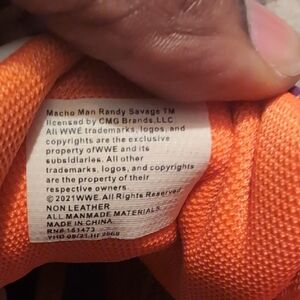 Macho Man Randy Savage TM
licensed by CMG Brands, LLC
All WWE trademarks, logos, and
copyrights are the exclusive
property of WWE and its
subsidiaries. All other
trademarks, logos, and copyrights
are the property of their
respective owners
©2021 WWE. All Rights Reserved.
NON LEATHER
ALL MANMADE MATERIALS
MADE IN CHINA
RN# 151473